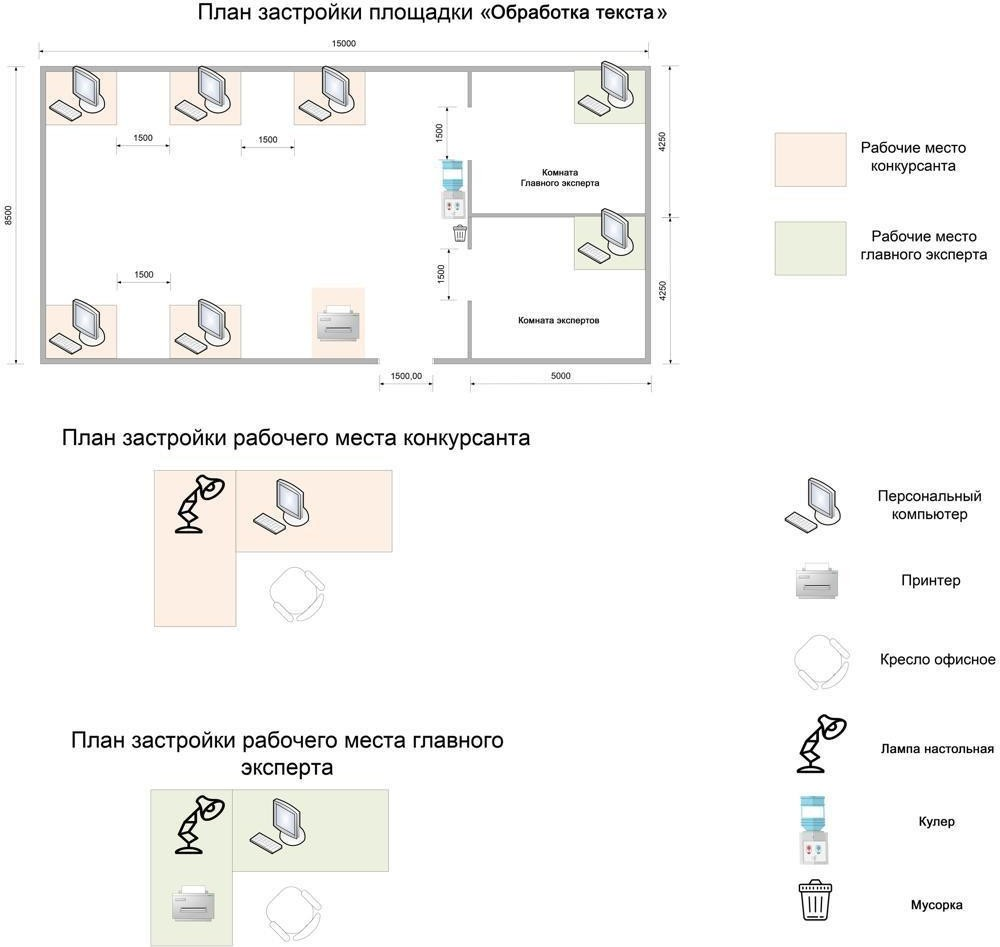 План застройки площадки «Обработка текста»
15000
8500
1500
1500
1500
4250
Комната
Главного эксперта
1500
1500
4250
Комната экспертов
1500,00
5000
Рабочие место
конкурсанта
Рабочие место
главного эксперта
План застройки рабочего места конкурсанта
Персональный
компьютер
Принтер
Кресло офисное
План застройки рабочего места главного
эксперта
Лампа настольная
Кулер
Мусорка